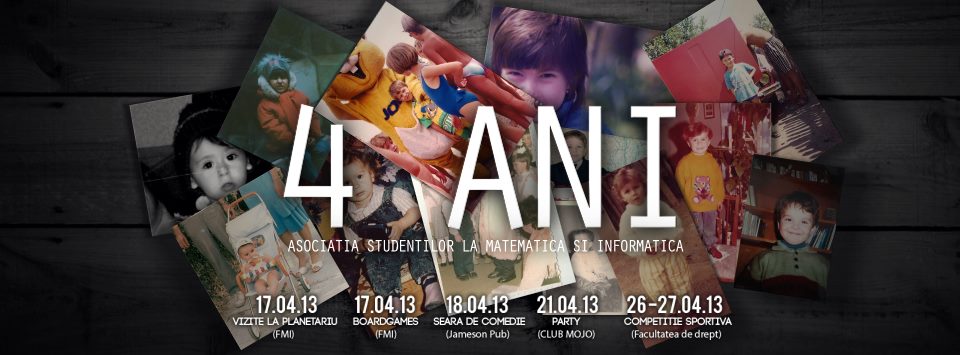 4 ANI
ASOCIATIA STUDENTILOR LA MATEMATICA SI INFORMATICA
17.04.13
VIZITE LA PLANETARIU
(FMI)
17.04.13
BOARDGAMES
(FMI)
18.04.13
SEARA DE COMEDIE
(Jameson Pub)
21.04.13
PARTY
(CLUB MOJO)
26-27.04.13
COMPETITIE SPORTIVA
(Facultatea de drept)